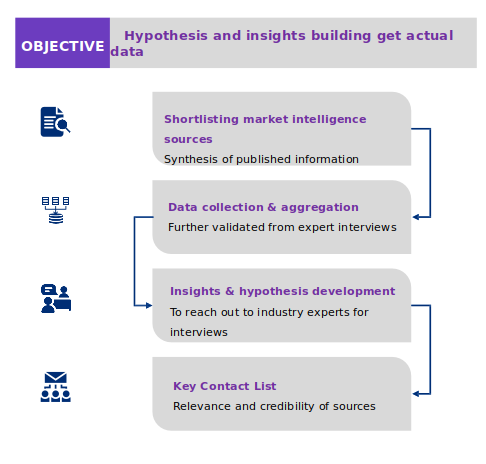 OBJECTIVE
Hypothesis and insights building get actual
data
Shortlisting market intelligence
sources
Synthesis of published information
Data collection & aggregation
Further validated from expert interviews
Insights & hypothesis development
To reach out to industry experts for
interviews
Key Contact List
Relevance and credibility of sources